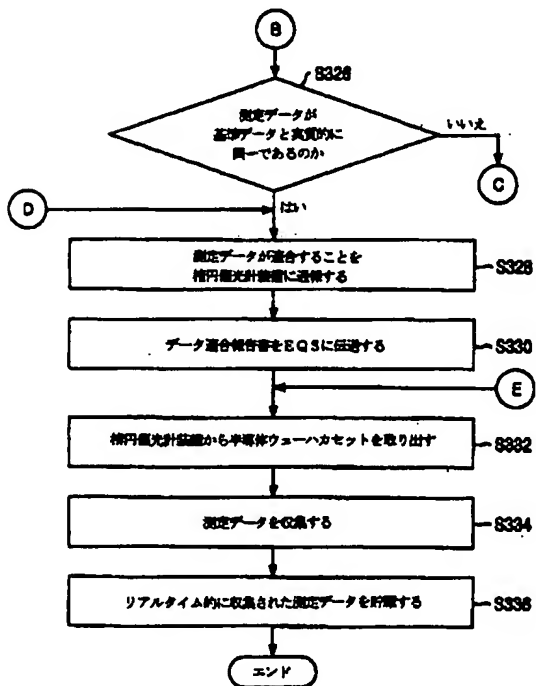 B
S326
測定データが
基準データと実質的に
同一であるのか
いいえ
C
D
はい
測定データが適合することを
楕円偏光計装備に通報する
S328
データ適合報告書をEQSに伝送する
S330
E
楕円偏光計装備から半導体ウェーハカセットを取り出す
S332
測定データを収集する
S334
リアルタイム的に収集された測定データを貯蔵する
S336
エンド